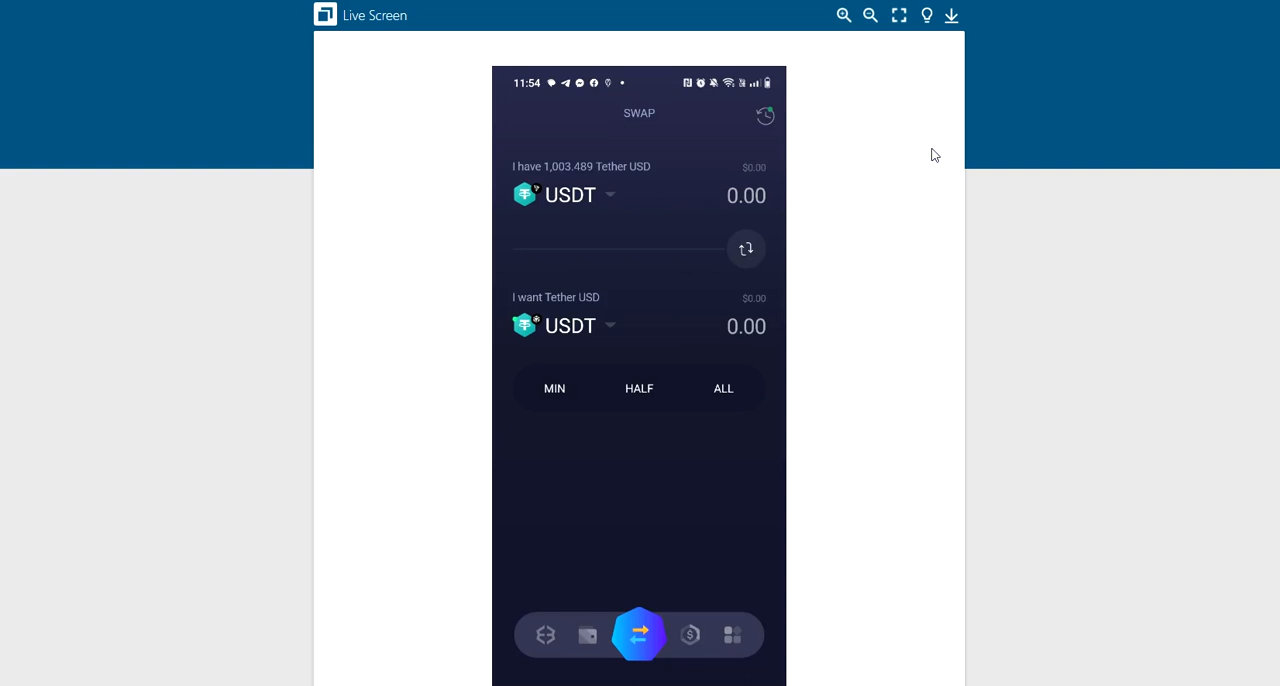 Live Screen
11:54
SWAP
I have 1,003.489 Tether USD $0.00
USDT 0.00
I want Tether USD $0.00
USDT 0.00
MIN HALF ALL